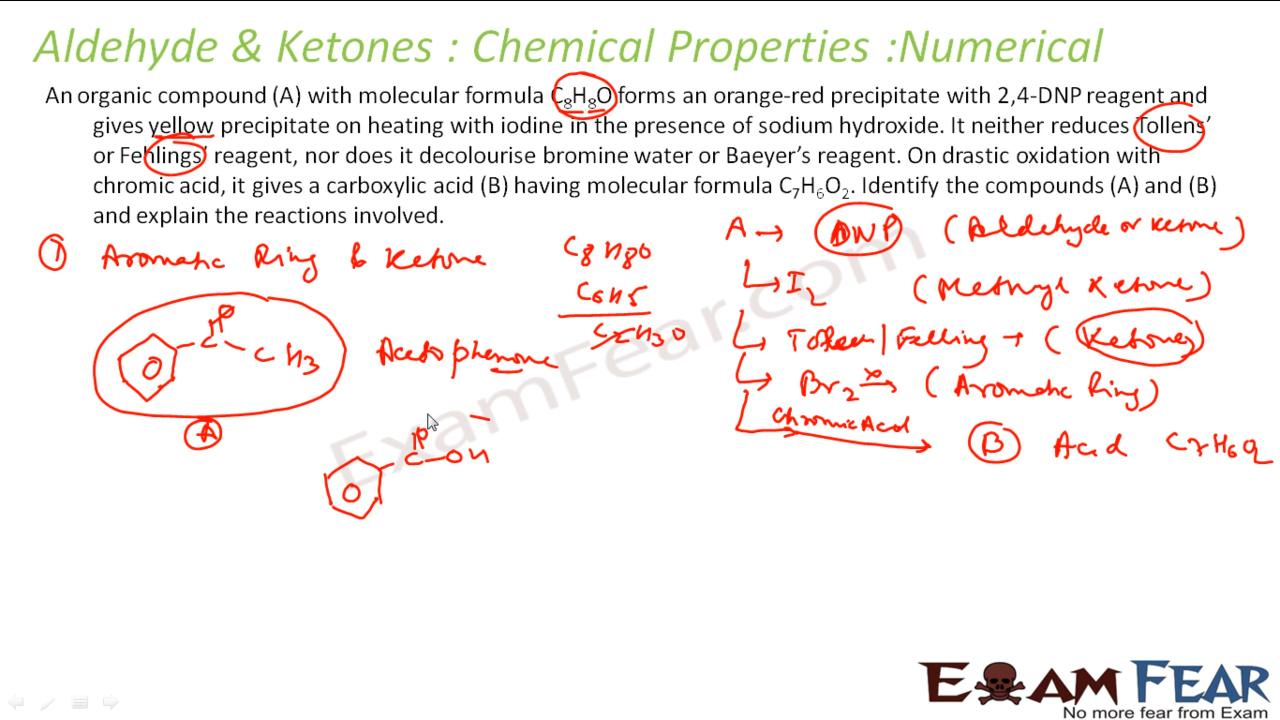 Aldehyde & Ketones : Chemical Properties :Numerical
An organic compound (A) with molecular formula C₈H₈O forms an orange-red precipitate with 2,4-DNP reagent and
gives yellow precipitate on heating with iodine in the presence of sodium hydroxide. It neither reduces Tollens’
or Fehlings’ reagent, nor does it decolourise bromine water or Baeyer’s reagent. On drastic oxidation with
chromic acid, it gives a carboxylic acid (B) having molecular formula C₇H₆O₂. Identify the compounds (A) and (B)
and explain the reactions involved.
① Aromatic Ring & Ketone
C₈H₈O
C₆H₅
C₂H₃O
C
O
CH₃
Acetophenone
A
O
C-OH
A → DNP (Aldehyde or Ketone)
I₂ (Methyl Ketone)
Tollen/Felling → (Ketones)
Br₂ → (Aromatic Ring)
Chromic Acid
B Acid C₇H₆O₂
ExamFear.com
EXAM FEAR
No more fear from Exam